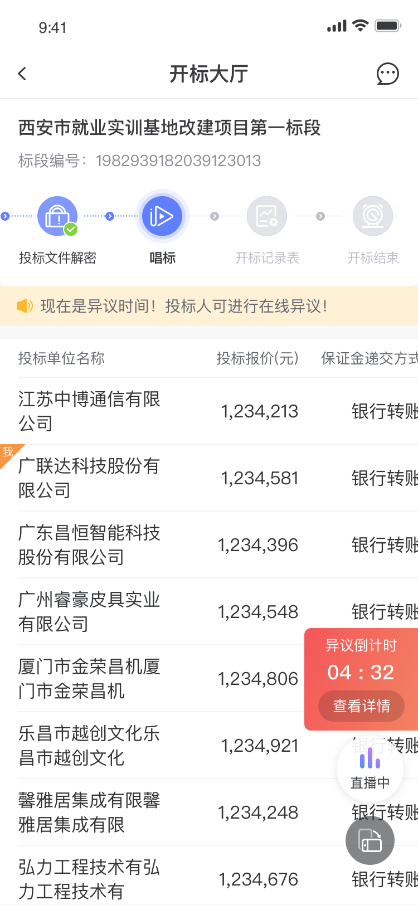 9:41
开标大厅
西安市就业实训基地改建项目第一标段
标段编号：1982939182039123013
投标文件解密
唱标
开标记录表
开标结束
现在是异议时间！投标人可进行在线异议！
投标单位名称 投标报价(元) 保证金递交方式
江苏中博通信有限
公司
1,234,213 银行转账
我
广联达科技股份有
限公司
1,234,581 银行转账
广东昌恒智能科技
股份有限公司
1,234,396 银行转账
广州睿豪皮具实业
有限公司
1,234,548 银行转账
异议倒计时
04 : 32
查看详情
厦门市金荣昌机厦
门市金荣昌机
1,234,806
乐昌市越创文化乐
昌市越创文化
1,234,921 银行转账
直播中
馨雅居集成有限馨
雅居集成有限
1,234,248 银行转账
弘力工程技术有弘
力工程技术有
1,234,676 银行转账